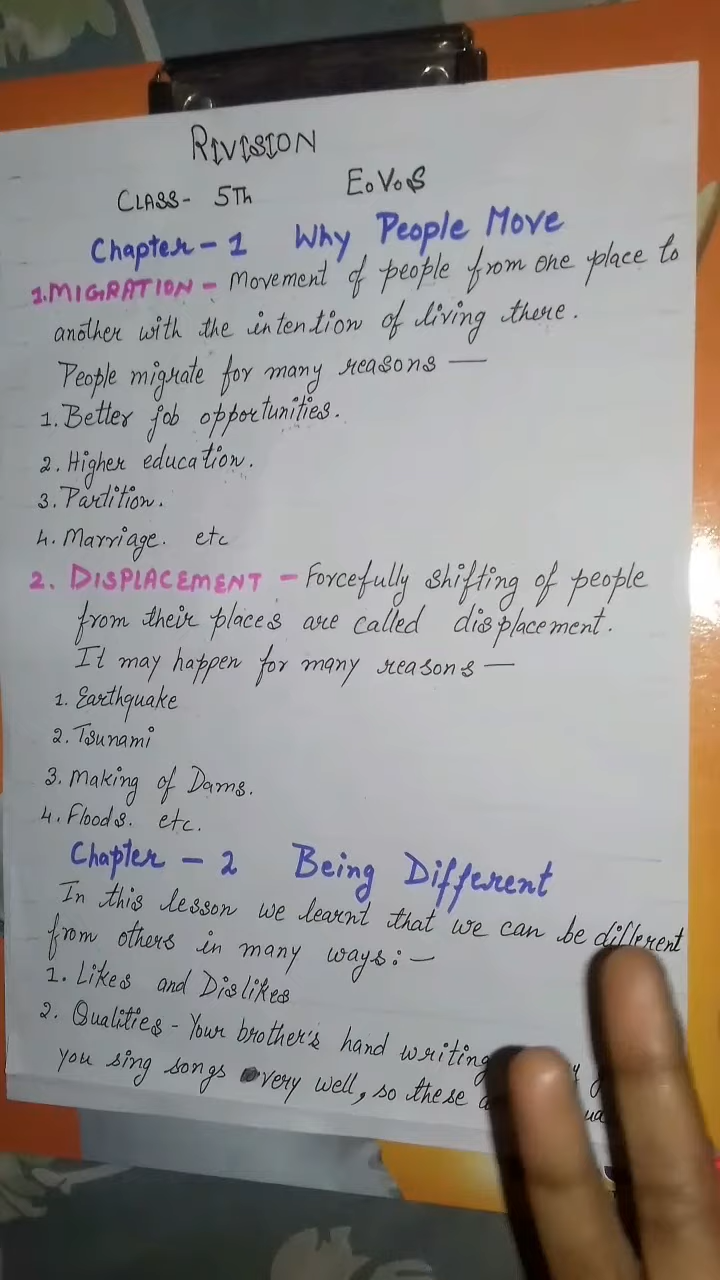 RIVISION
CLASS- 5Th E.V.S
Chapter-1 Why People Move
1.MIGRATION - Movement of people from one place to
another with the intention of living there.
People migrate for many reasons —
1. Better job opportunities.
2. Higher education.
3. Partition.
4. Marriage. etc
2. DISPLACEMENT - Forcefully shifting of people
from their places are called displacement.
It may happen for many reasons —
1. Earthquake
2. Tsunami
3. Making of Dams.
4. Floods. etc.
Chapter - 2 Being Different
In this lesson we learnt that we can be different
from others in many ways:-
1. Likes and Dislikes
2. Qualities - Your brother's hand writing
you sing songs very well, so these